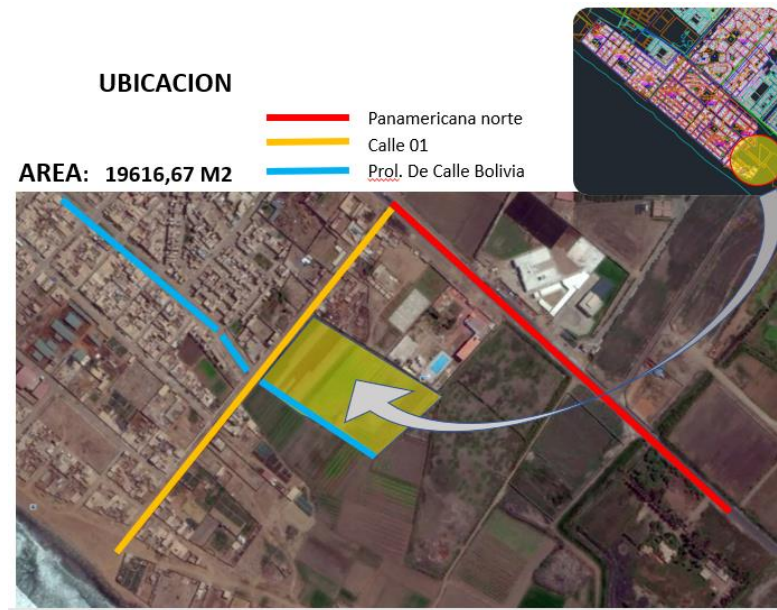 UBICACION
Panamericana norte
Calle 01
AREA: 19616,67 M2
Prol. De Calle Bolivia